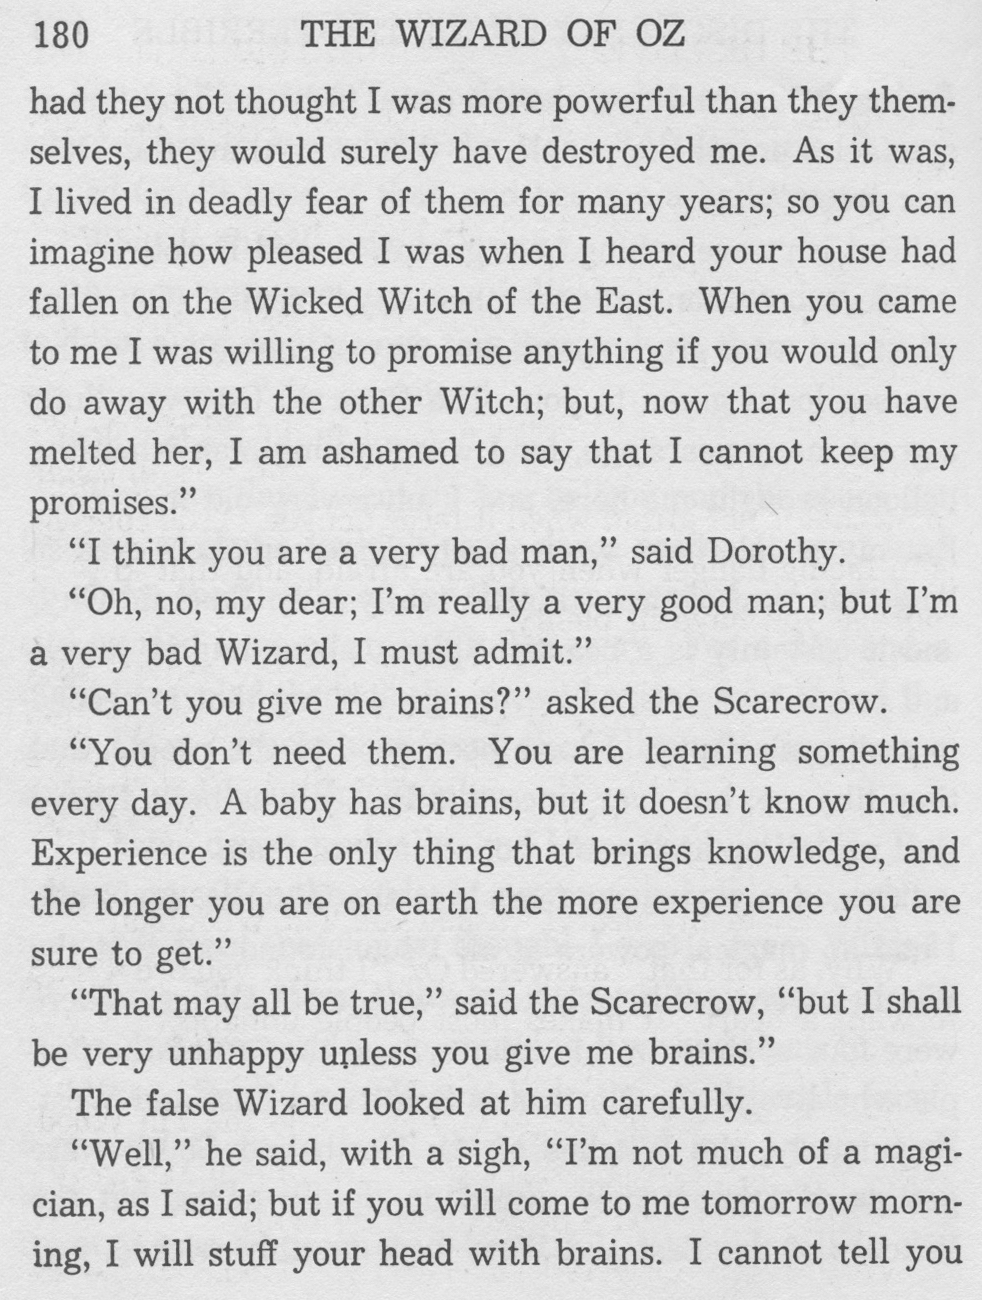 180 THE WIZARD OF OZ
had they not thought I was more powerful than they them-
selves, they would surely have destroyed me. As it was,
I lived in deadly fear of them for many years; so you can
imagine how pleased I was when I heard your house had
fallen on the Wicked Witch of the East. When you came
to me I was willing to promise anything if you would only
do away with the other Witch; but, now that you have
melted her, I am ashamed to say that I cannot keep my
promises.”
“I think you are a very bad man,” said Dorothy.
“Oh, no, my dear; I’m really a very good man; but I’m
a very bad Wizard, I must admit.”
“Can’t you give me brains?” asked the Scarecrow.
“You don’t need them. You are learning something
every day. A baby has brains, but it doesn’t know much.
Experience is the only thing that brings knowledge, and
the longer you are on earth the more experience you are
sure to get.”
“That may all be true,” said the Scarecrow, “but I shall
be very unhappy unless you give me brains.”
The false Wizard looked at him carefully.
“Well,” he said, with a sigh, “I’m not much of a magi-
cian, as I said; but if you will come to me tomorrow morn-
ing, I will stuff your head with brains. I cannot tell you